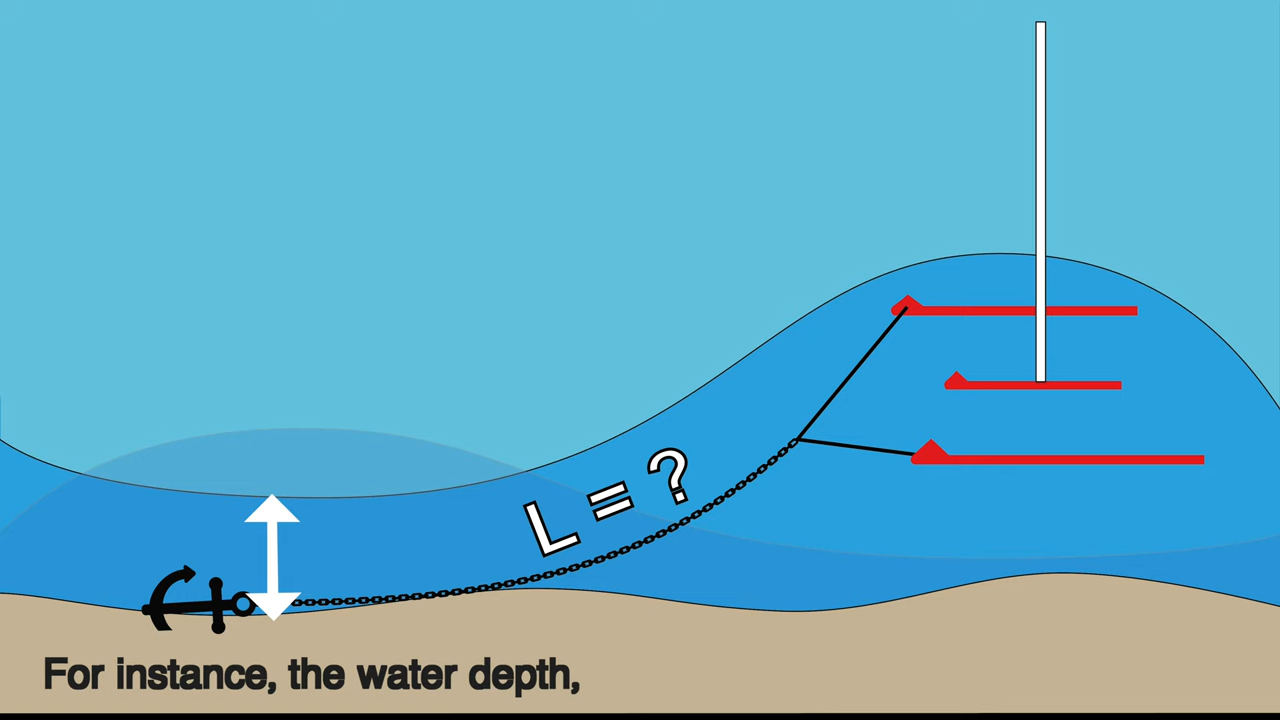 L = ?
For instance, the water depth,